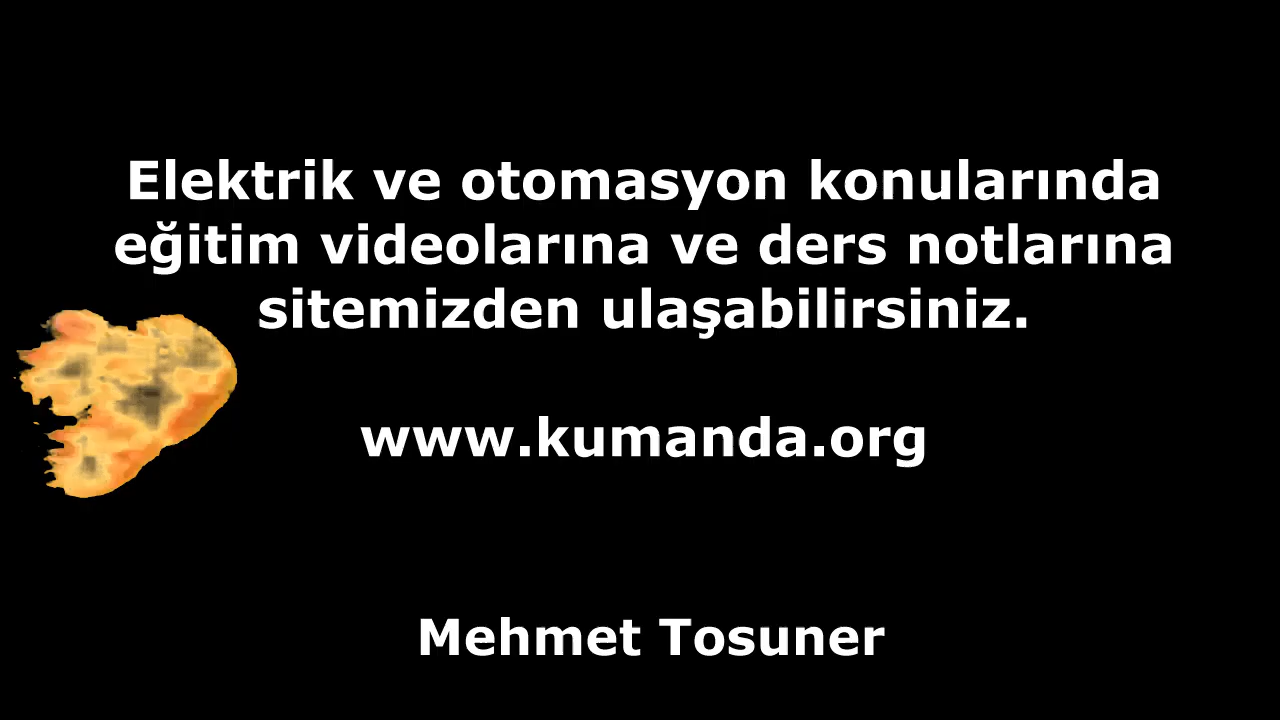 Elektrik ve otomasyon konularında
eğitim videolarına ve ders notlarına
sitemizden ulaşabilirsiniz.
www.kumanda.org
Mehmet Tosuner